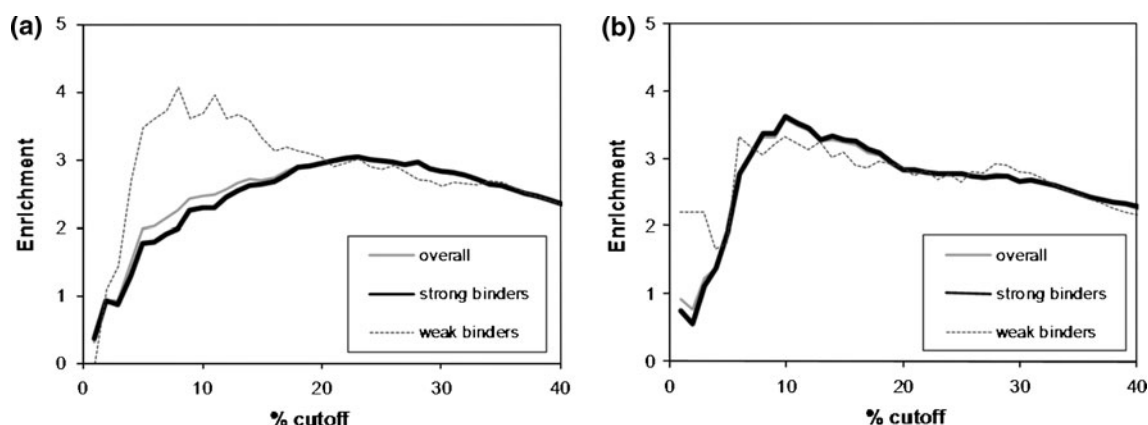 (a)
5
4
3
2
1
0
Enrichment
0 10 20 30 40
% cutoff
overall
strong binders
weak binders
(b)
5
4
3
2
1
0
Enrichment
0 10 20 30 40
% cutoff
overall
strong binders
weak binders